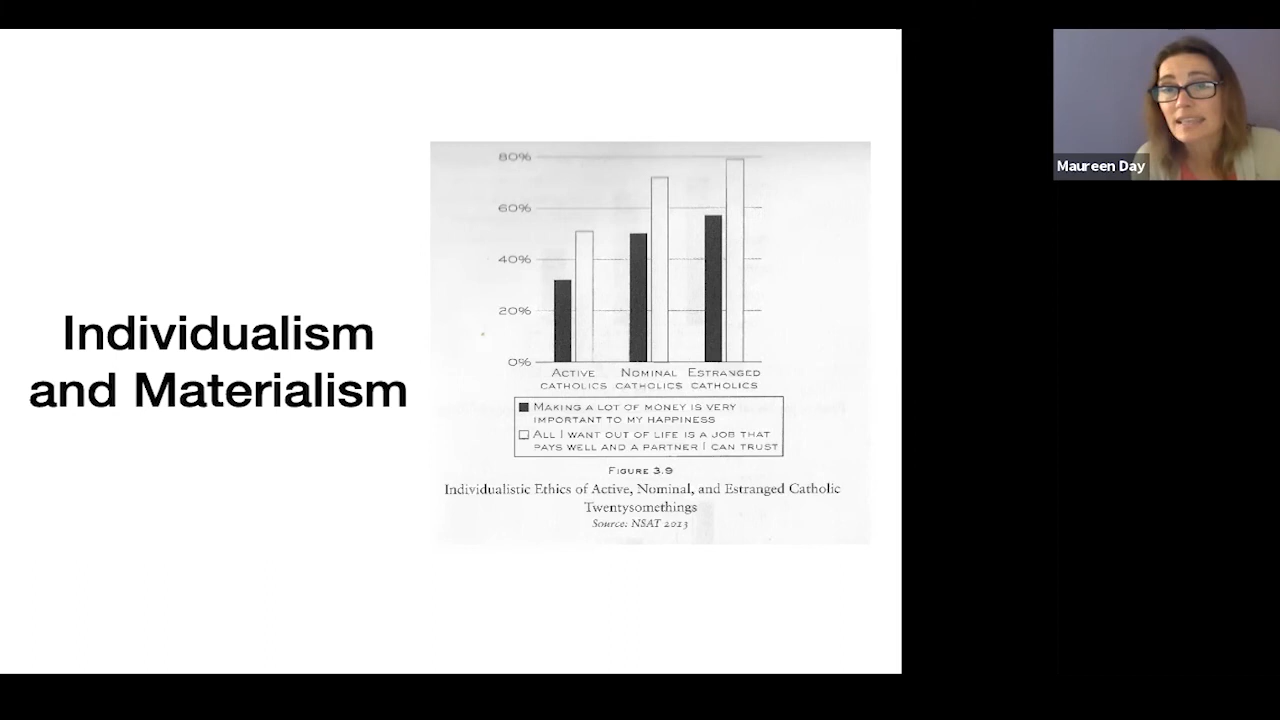 Individualism
and Materialism
80%
60%
40%
20%
0%
ACTIVE NOMINAL ESTRANGED
CATHOLICS CATHOLICS CATHOLICS
MAKING A LOT OF MONEY IS VERY
IMPORTANT TO MY HAPPINESS
ALL I WANT OUT OF LIFE IS A JOB THAT
PAYS WELL AND A PARTNER I CAN TRUST
FIGURE 3.9
Individualistic Ethics of Active, Nominal, and Estranged Catholic
Twentysomethings
Source: NSAT 2013
Maureen Day